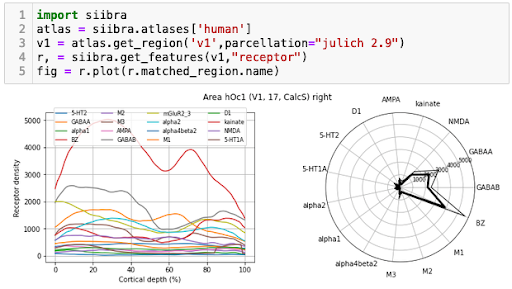 1 import siibra
2 atlas = siibra.atlases['human']
3 v1 = atlas.get_region('v1',parcellation="julich 2.9")
4 r, = siibra.get_features(v1,"receptor")
5 fig = r.plot(r.matched_region.name)
Area hOc1 (V1, 17, CalcS) right
5-HT2 M2 mGluR2_3 D1
GABAA M3 alpha2 kainate
alpha1 AMPA alpha4beta2 NMDA
BZ GABAB M1 5-HT1A
Receptor density
5000
4000
3000
2000
1000
0
0 20 40 60 80 100
Cortical depth (%)
AMPA
kainate
D1
NMDA
5-HT2
GABAA
5-HT1A
GABAB
alpha2
BZ
alpha1
M1
alpha4beta2
M2
M3
1000
4000
5000